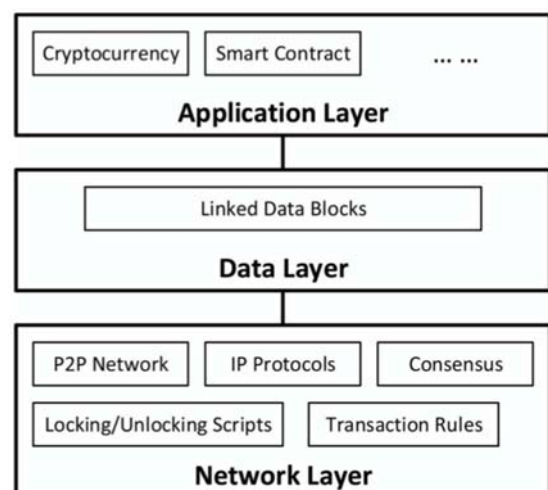 Cryptocurrency Smart Contract ... ...
Application Layer
Linked Data Blocks
Data Layer
P2P Network IP Protocols Consensus
Locking/Unlocking Scripts Transaction Rules
Network Layer